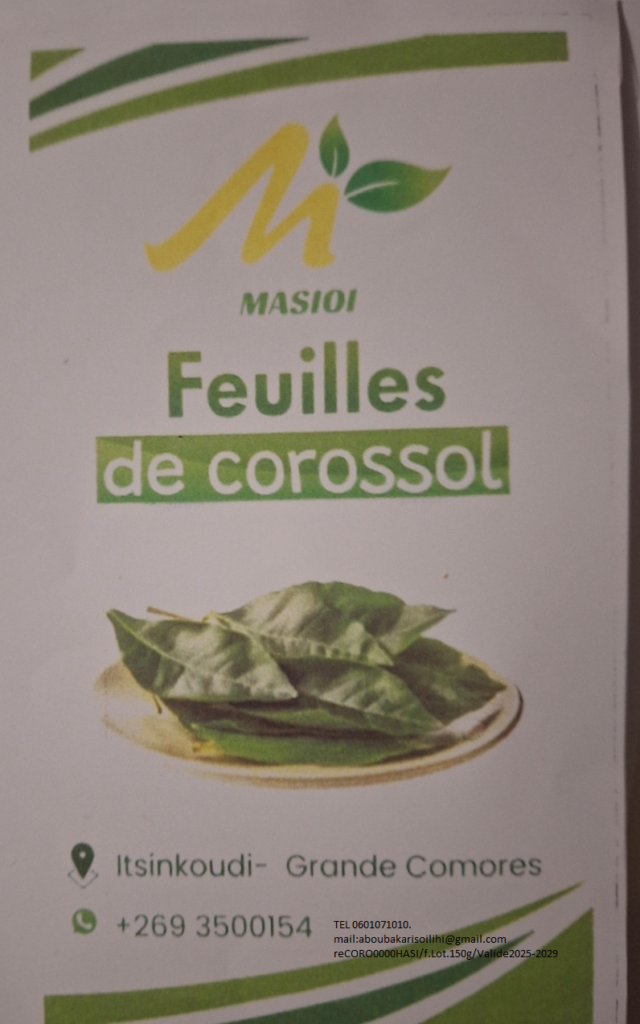 M
MASIOI
Feuilles
de corossol
Itsinkoudi- Grande Comores
+269 3500154
TEL 0601071010.
mail:aboubakarisoilihi@gmail.com
reCORO0000HASI/f.Lot.150g/Valide2025-2029